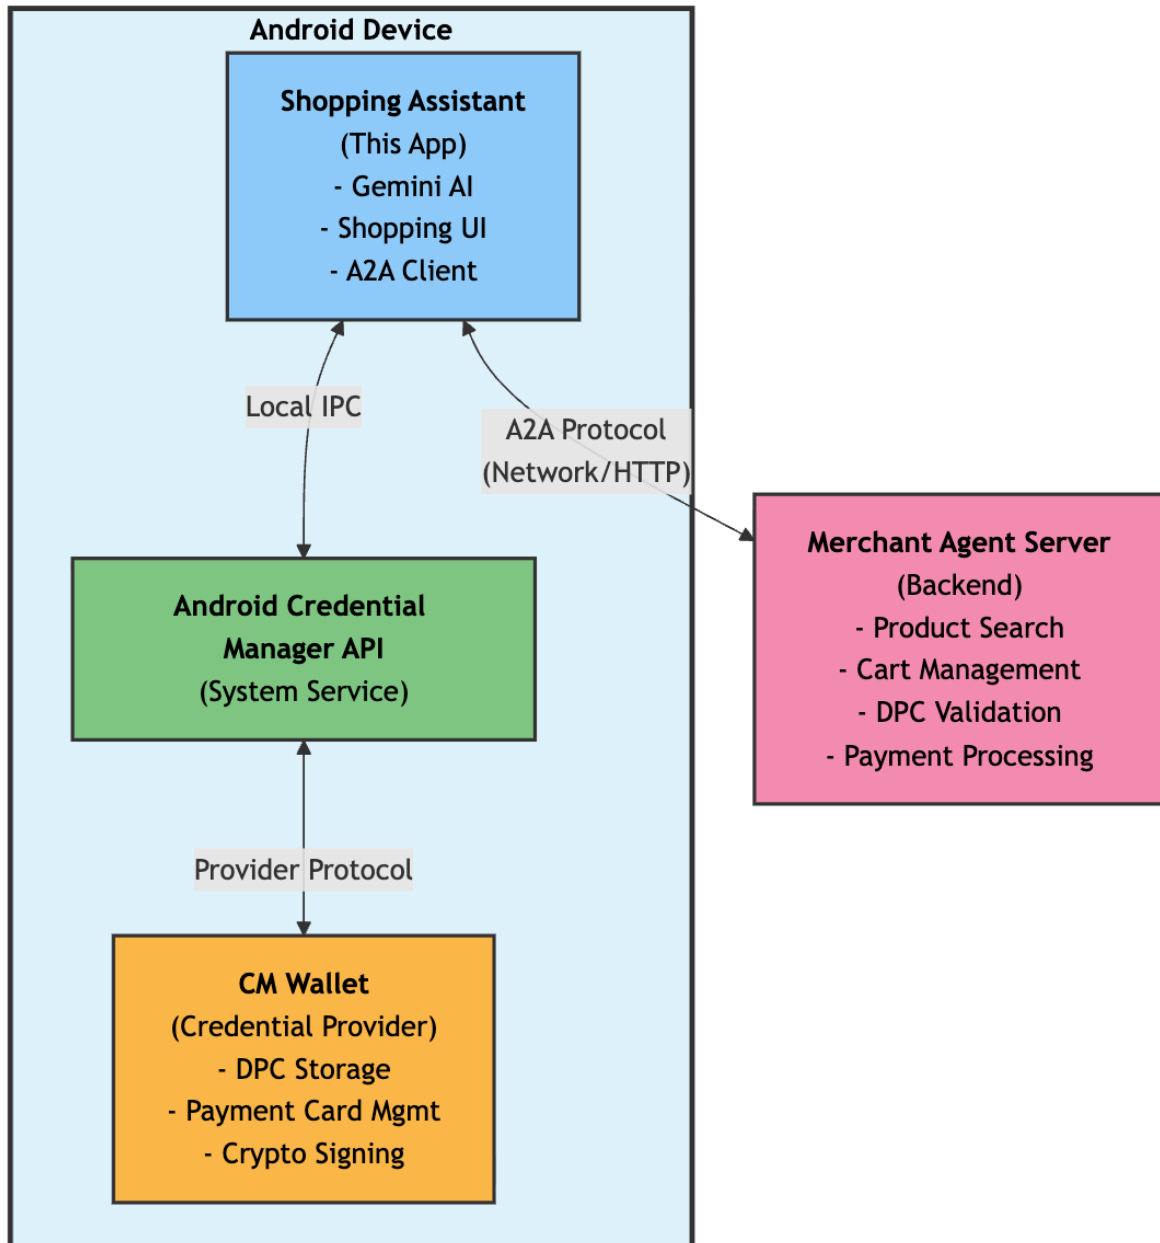 Android Device
Shopping Assistant
(This App)
- Gemini AI
- Shopping UI
- A2A Client
Local IPC
A2A Protocol
(Network/HTTP)
Merchant Agent Server
(Backend)
- Product Search
- Cart Management
- DPC Validation
- Payment Processing
Android Credential
Manager API
(System Service)
Provider Protocol
CM Wallet
(Credential Provider)
- DPC Storage
- Payment Card Mgmt
- Crypto Signing